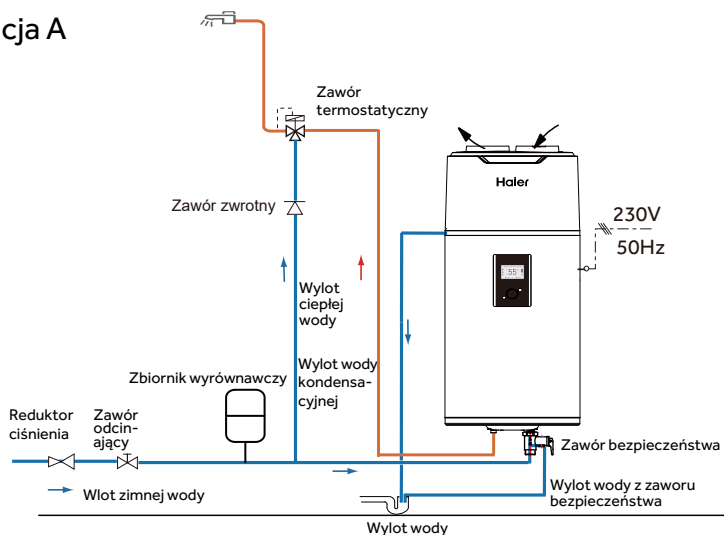 cja A
Zawór
termostatyczny
Haier
230V
50Hz
Zawór zwrotny
55°
Wylot
ciepłej
wody
Wylot wody
kondensa-
cyjnej
Zbiornik wyrównawczy
Reduktor
ciśnienia
Zawór
odcin-
ający
Zawór bezpieczeństwa
Wlot zimnej wody
Wylot wody z zaworu
bezpieczeństwa
Wylot wody